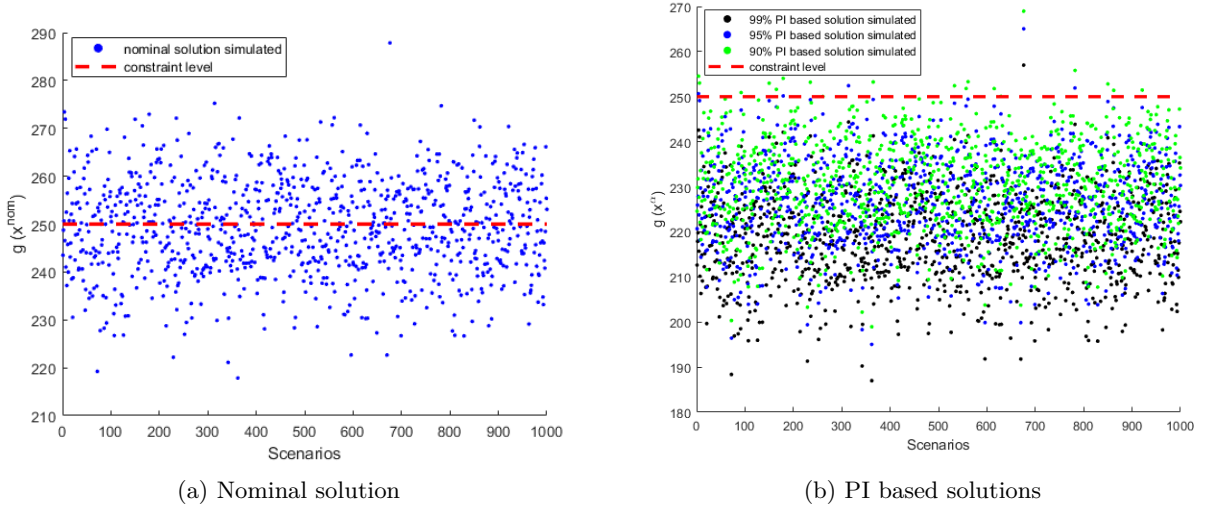 290
280
270
260
250
240
230
220
210
g (x^nom)
nominal solution simulated
constraint level
0 100 200 300 400 500 600 700 800 900 1000
Scenarios
(a) Nominal solution
270
260
250
240
230
220
210
200
190
180
99% PI based solution simulated
95% PI based solution simulated
90% PI based solution simulated
constraint level
0 100 200 300 400 500 600 700 800 900 1000
Scenarios
(b) PI based solutions